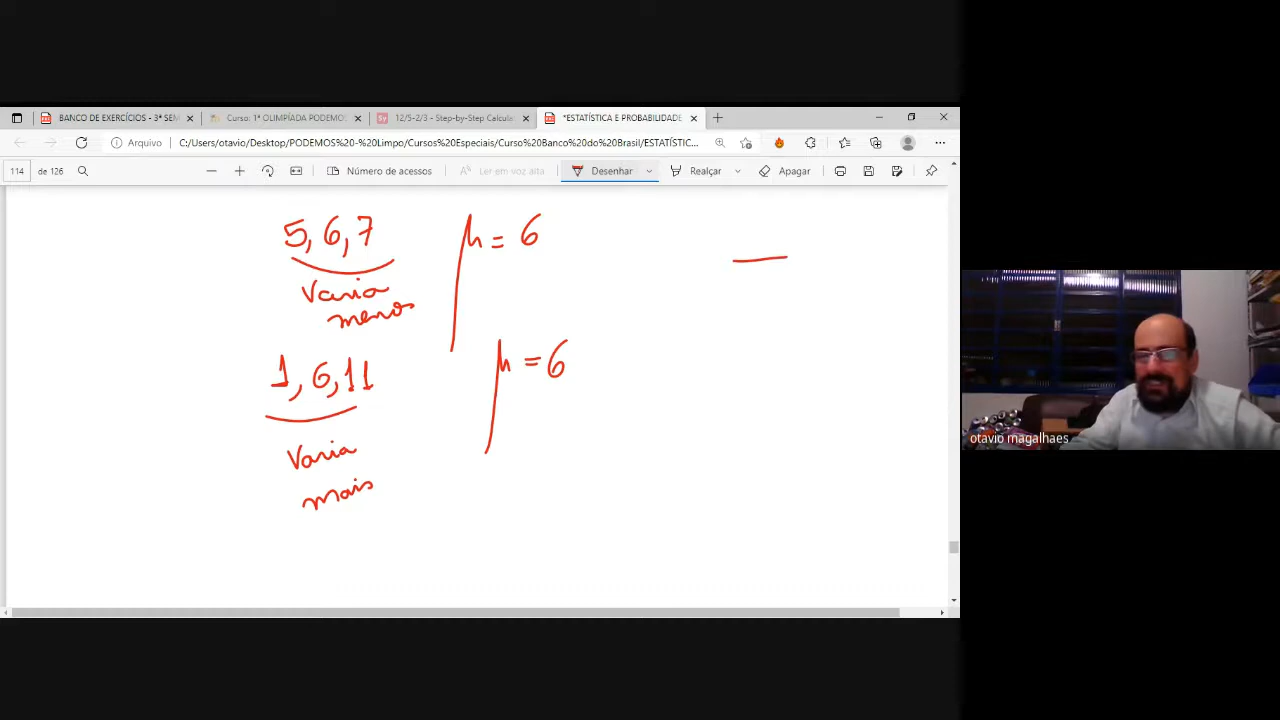 BANCO DE EXERCÍCIOS - 3ª SEM
Curso: 1ª OLIMPÍADA PODEMO
12/5-2/3 - Step-by-Step Calcula
*ESTATÍSTICA E PROBABILIDADE
Arquivo
C:/Users/otavio/Desktop/PODEMOS%20-%20Limpo/Cursos%20Especiais/Curso%20Banco%20do%20Brasil/ESTATÍSTIC...
114 de 126
Número de acessos
Ler em voz alta
Desenhar
Realçar
Apagar
5, 6, 7 μ = 6
Varia
menos
1, 6, 11 μ = 6
Varia
mais
otavio magalhaes